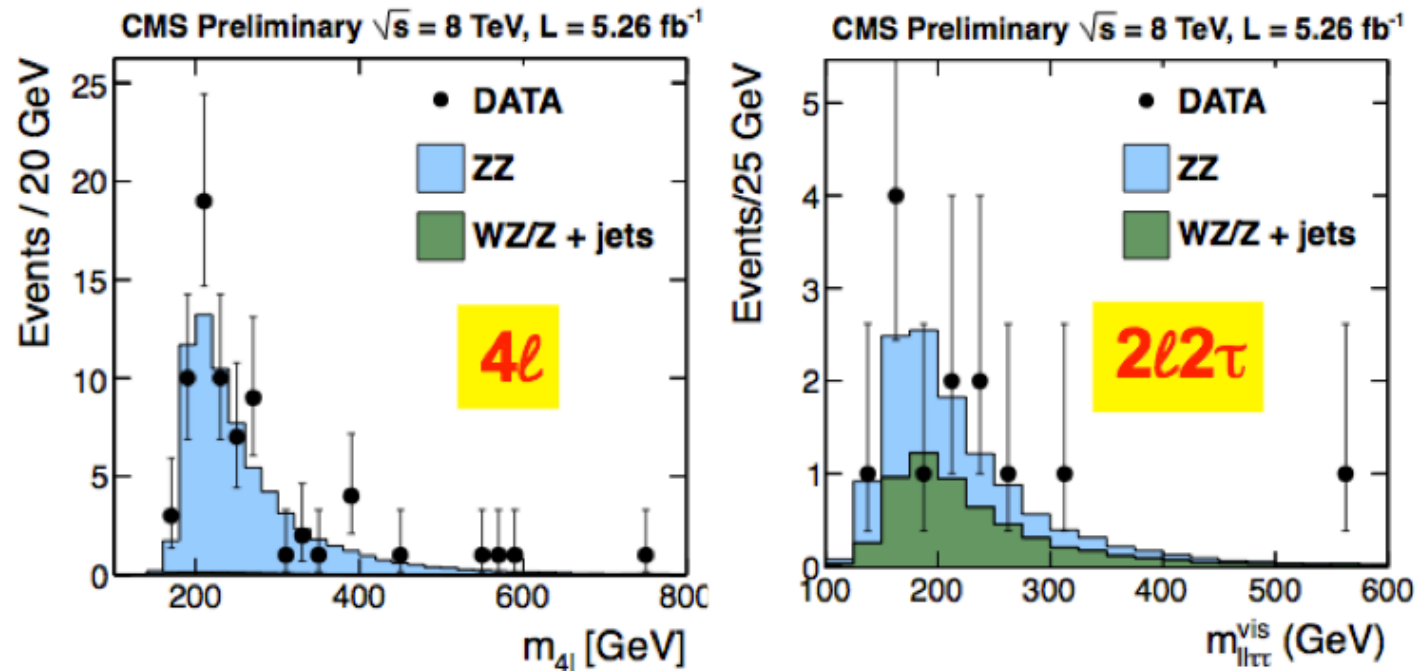 CMS Preliminary √s = 8 TeV, L = 5.26 fb⁻¹
Events / 20 GeV
25
20
15
10
5
0
DATA
ZZ
WZ/Z + jets
4ℓ
200
400
600
800
m₄ₗ [GeV]
CMS Preliminary √s = 8 TeV, L = 5.26 fb⁻¹
Events/25 GeV
5
4
3
2
1
0
DATA
ZZ
WZ/Z + jets
2ℓ2τ
100
200
300
400
500
600
m^vis_llττ (GeV)